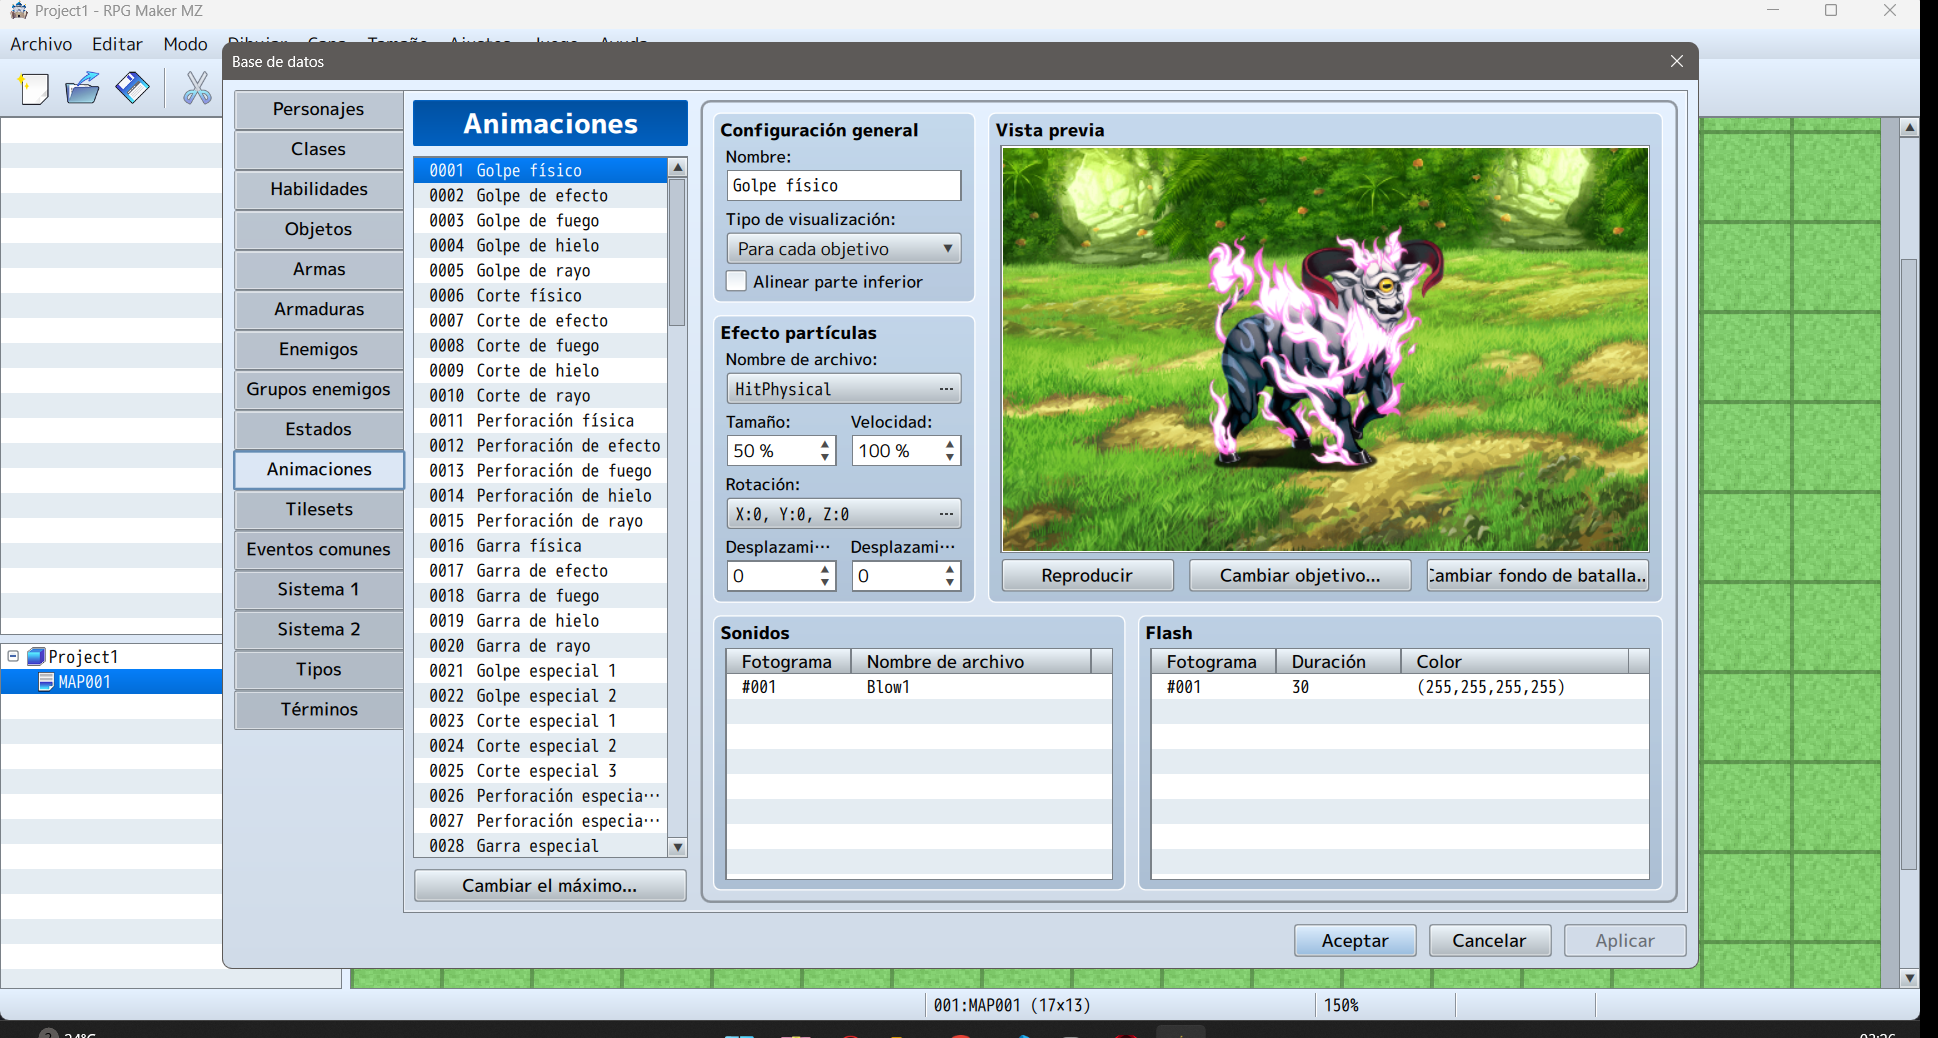 Project1 - RPG Maker MZ
Archivo Editar Modo
Base de datos
Personajes
Clases
Habilidades
Objetos
Armas
Armaduras
Enemigos
Grupos enemigos
Estados
Animaciones
Tilesets
Eventos comunes
Sistema 1
Sistema 2
Tipos
Términos
Animaciones
0001 Golpe físico
0002 Golpe de efecto
0003 Golpe de fuego
0004 Golpe de hielo
0005 Golpe de rayo
0006 Corte físico
0007 Corte de efecto
0008 Corte de fuego
0009 Corte de hielo
0010 Corte de rayo
0011 Perforación física
0012 Perforación de efecto
0013 Perforación de fuego
0014 Perforación de hielo
0015 Perforación de rayo
0016 Garra física
0017 Garra de efecto
0018 Garra de fuego
0019 Garra de hielo
0020 Garra de rayo
0021 Golpe especial 1
0022 Golpe especial 2
0023 Corte especial 1
0024 Corte especial 2
0025 Corte especial 3
0026 Perforación especia…
0027 Perforación especia…
0028 Garra especial
Cambiar el máximo...
Configuración general
Nombre:
Golpe físico
Tipo de visualización:
Para cada objetivo
Alinear parte inferior
Efecto partículas
Nombre de archivo:
HitPhysical ...
Tamaño: Velocidad:
50 % 100 %
Rotación:
X:0, Y:0, Z:0 ...
Desplazami… Desplazami…
0 0
Vista previa
Reproducir Cambiar objetivo... Cambiar fondo de batalla..
Sonidos
Fotograma Nombre de archivo
#001 Blow1
Flash
Fotograma Duración Color
#001 30 (255,255,255,255)
Aceptar Cancelar Aplicar
Project1
MAP001
001:MAP001 (17x13) 150%